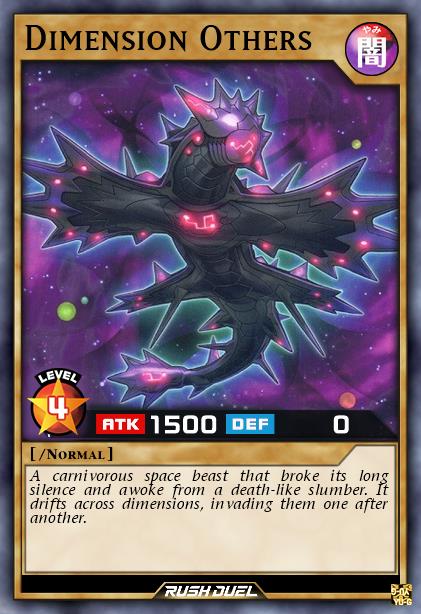 DIMENSION OTHERS
やみ
闇
LEVEL
4
ATK 1500 DEF 0
[/NORMAL]
A carnivorous space beast that broke its long
silence and awoke from a death-like slumber. It
drifts across dimensions, invading them one after
another.
RUSH DUEL